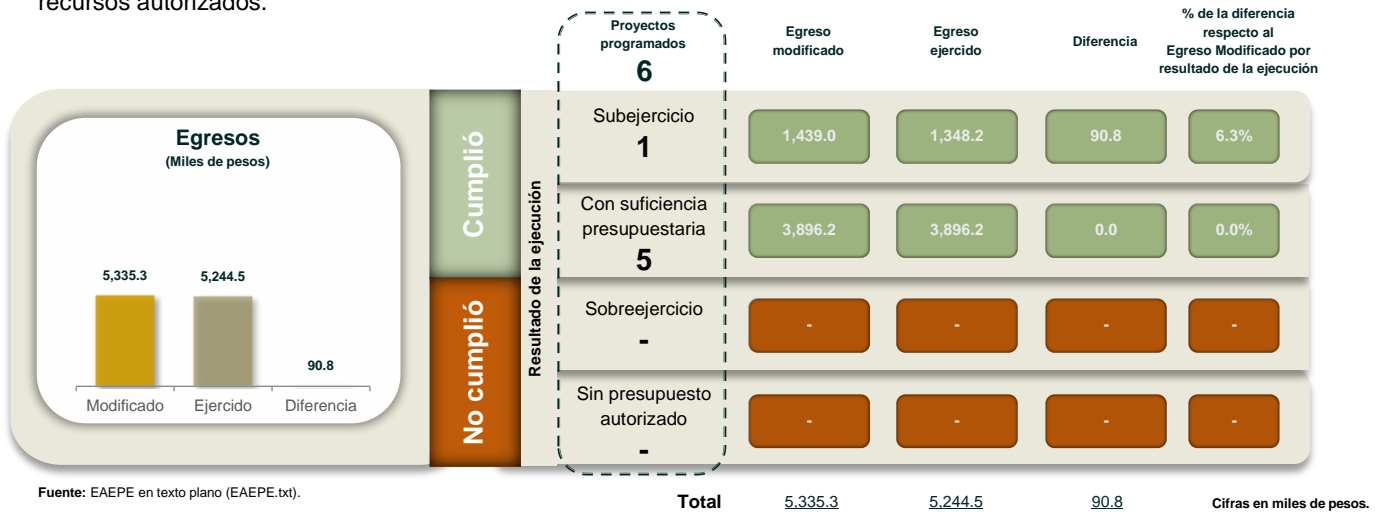 recursos autorizados.
Proyectos
programados
6
Egreso
modificado
Egreso
ejercido
Diferencia
% de la diferencia
respecto al
Egreso Modificado por
resultado de la ejecución
Egresos
(Miles de pesos)
5,335.3
5,244.5
90.8
Modificado
Ejercido
Diferencia
Cumplió
No cumplió
Resultado de la ejecución
Subejercicio
1
1,439.0
1,348.2
90.8
6.3%
Con suficiencia
presupuestaria
5
3,896.2
3,896.2
0.0
0.0%
Sobreejercicio
-
-
-
-
-
Sin presupuesto
autorizado
-
-
-
-
-
Fuente: EAEPE en texto plano (EAEPE.txt).
Total
5,335.3
5,244.5
90.8
Cifras en miles de pesos.